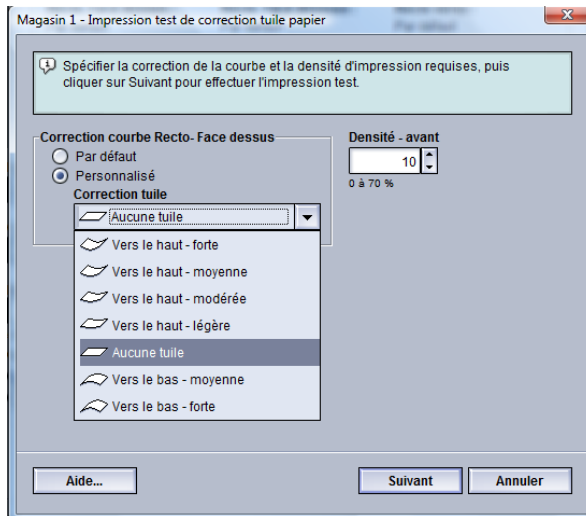 Magasin 1 - Impression test de correction tuile papier
Spécifier la correction de la courbe et la densité d'impression requises, puis
cliquer sur Suivant pour effectuer l'impression test.
Correction courbe Recto- Face dessus
Par défaut
Personnalisé
Correction tuile
Aucune tuile
Vers le haut - forte
Vers le haut - moyenne
Vers le haut - modérée
Vers le haut - légère
Aucune tuile
Vers le bas - moyenne
Vers le bas - forte
Densité - avant
10
0 à 70 %
Aide...
Suivant
Annuler